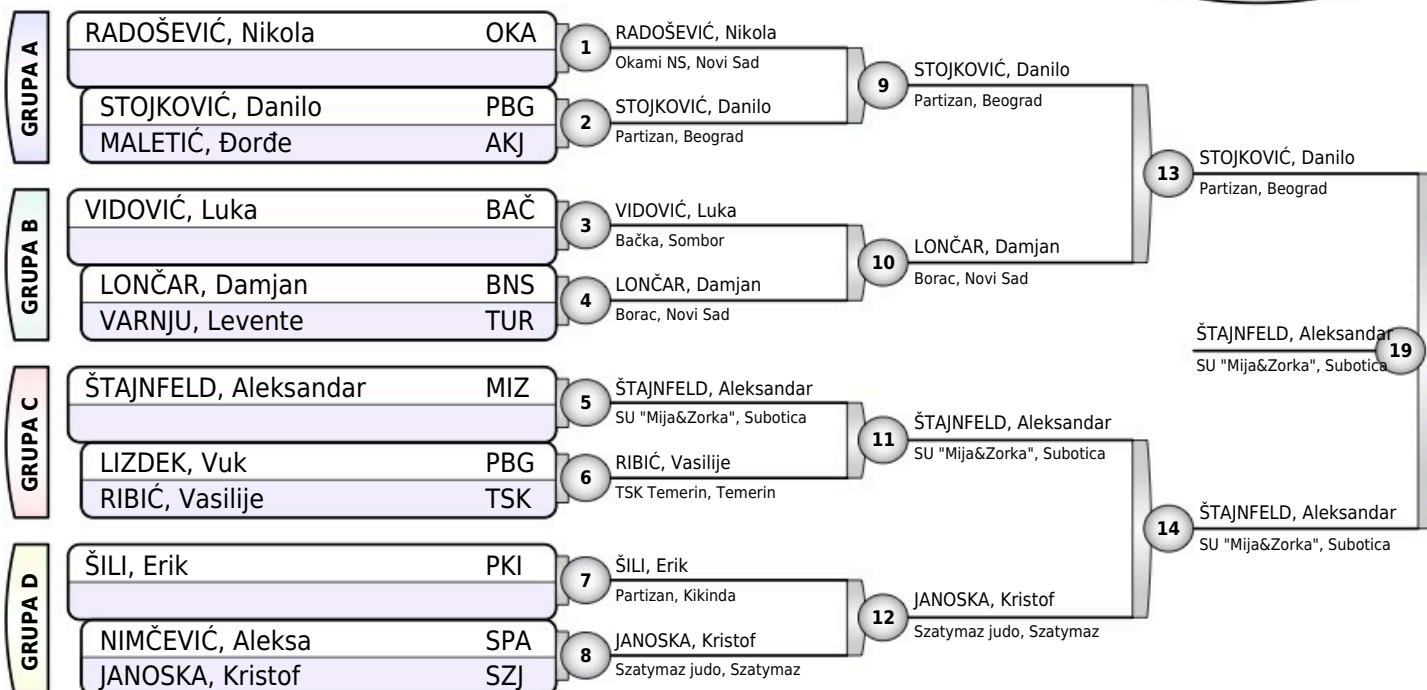 GRUPA A
RADOŠEVIĆ, Nikola OKA
STOJKOVIĆ, Danilo PBG
MALETIĆ, Đorđe AKJ
GRUPA B
VIDOVIĆ, Luka BAČ
LONČAR, Damjan BNS
VARNJU, Levente TUR
GRUPA C
ŠTAJNFELD, Aleksandar MIZ
LIZDEK, Vuk PBG
RIBIĆ, Vasilije TSK
GRUPA D
ŠILI, Erik PKI
NIMČEVIĆ, Aleksa SPA
JANOSKA, Kristof SZJ
1
RADOŠEVIĆ, Nikola
Okami NS, Novi Sad
2
STOJKOVIĆ, Danilo
Partizan, Beograd
3
VIDOVIĆ, Luka
Bačka, Sombor
4
LONČAR, Damjan
Borac, Novi Sad
5
ŠTAJNFELD, Aleksandar
SU "Mija&Zorka", Subotica
6
RIBIĆ, Vasilije
TSK Temerin, Temerin
7
ŠILI, Erik
Partizan, Kikinda
8
JANOSKA, Kristof
Szatymaz judo, Szatymaz
9
STOJKOVIĆ, Danilo
Partizan, Beograd
10
LONČAR, Damjan
Borac, Novi Sad
11
ŠTAJNFELD, Aleksandar
SU "Mija&Zorka", Subotica
12
JANOSKA, Kristof
Szatymaz judo, Szatymaz
13
STOJKOVIĆ, Danilo
Partizan, Beograd
14
ŠTAJNFELD, Aleksandar
SU "Mija&Zorka", Subotica
ŠTAJNFELD, Aleksandar
SU "Mija&Zorka", Subotica
19